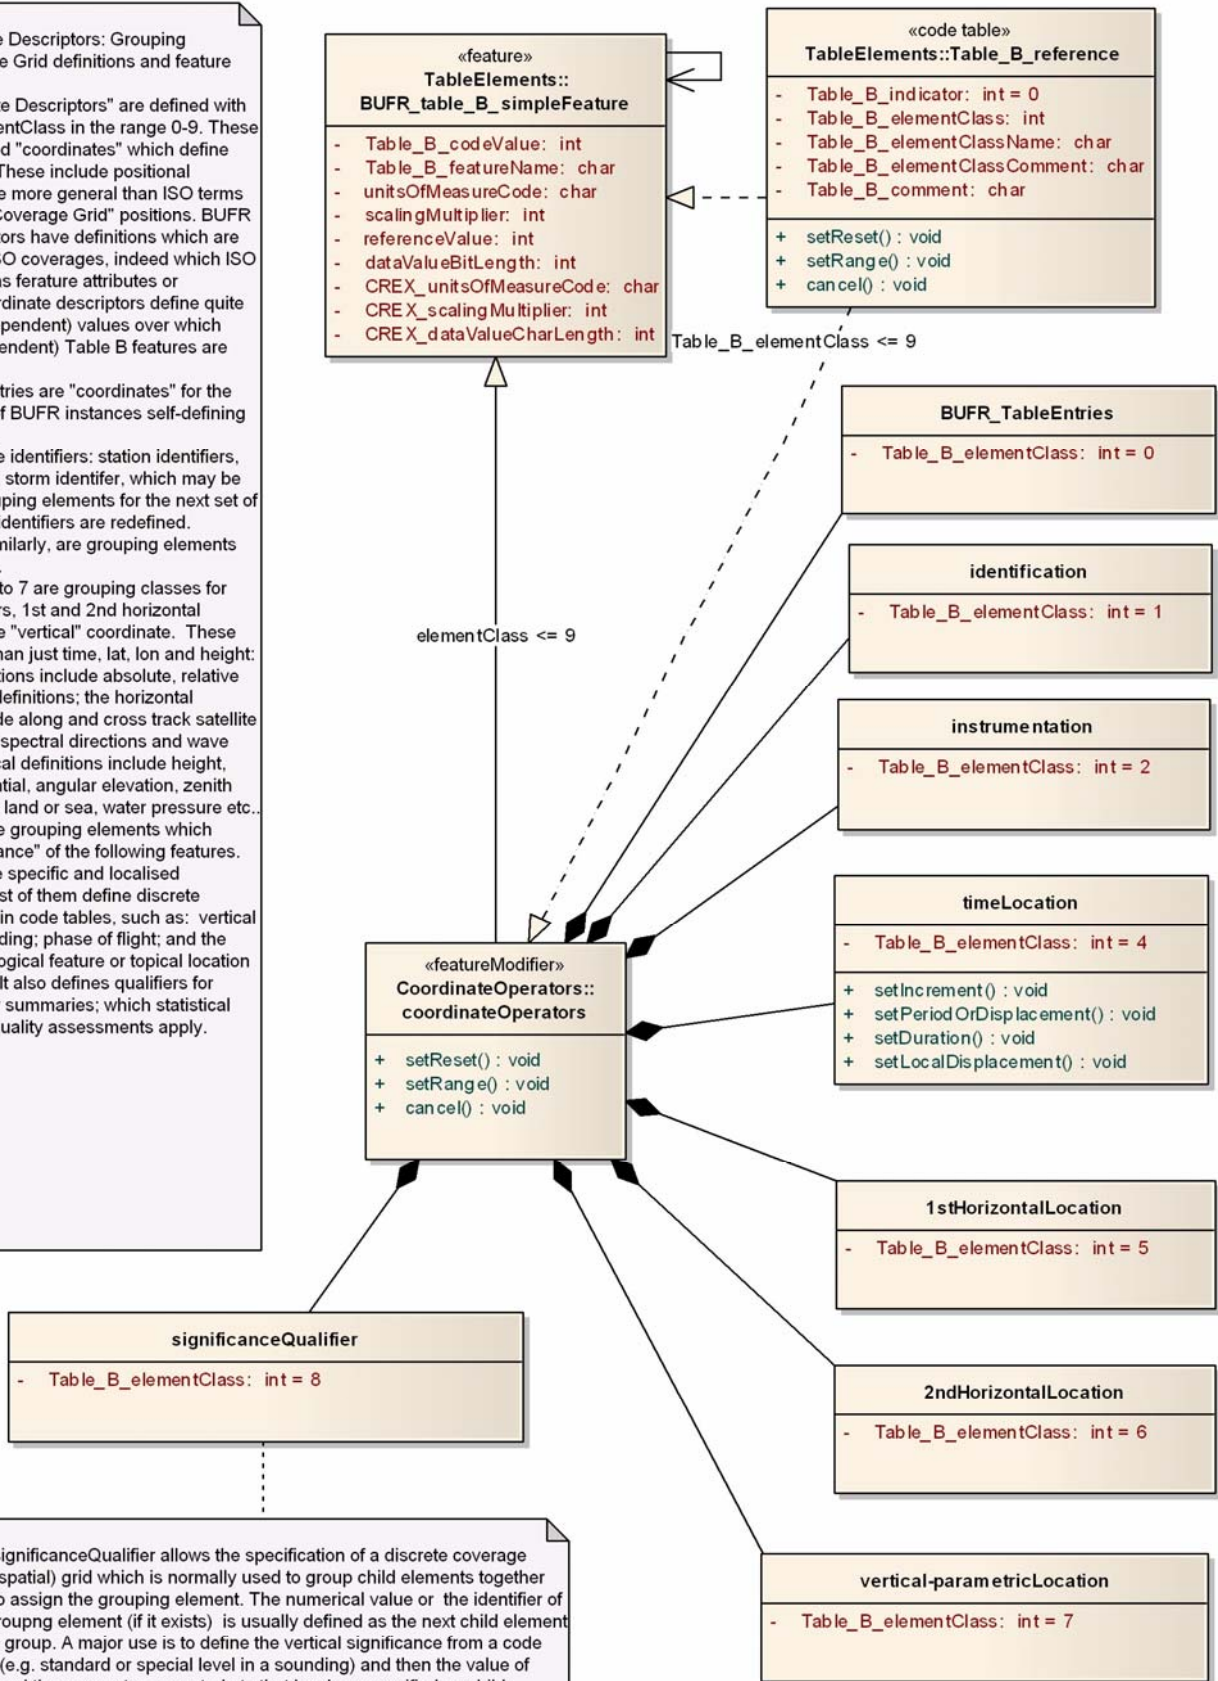 e Descriptors: Grouping
e Grid definitions and feature
te Descriptors" are defined with
entClass in the range 0-9. These
d "coordinates" which define
These include positional
e more general than ISO terms
Coverage Grid" positions. BUFR
tors have definitions which are
SO coverages, indeed which ISO
as ferature attributes or
rdinate descriptors define quite
pendent) values over which
endent) Table B features are
tries are "coordinates" for the
f BUFR instances self-defining
e identifiers: station identifiers,
storm identifer, which may be
ping elements for the next set of
identifiers are redefined.
milarly, are grouping elements
.
to 7 are grouping classes for
rs, 1st and 2nd horizontal
e "vertical" coordinate. These
han just time, lat, lon and height:
tions include absolute, relative
definitions; the horizontal
de along and cross track satellite
spectral directions and wave
cal definitions include height,
ntial, angular elevation, zenith
land or sea, water pressure etc..
e grouping elements which
ance" of the following features.
e specific and localised
st of them define discrete
in code tables, such as: vertical
ding; phase of flight; and the
ogical feature or topical location
It also defines qualifiers for
r summaries; which statistical
uality assessments apply.
«feature»
TableElements::
BUFR_table_B_simpleFeature
- Table_B_codeValue: int
- Table_B_featureName: char
- unitsOfMeasureCode: char
- scalingMultiplier: int
- referenceValue: int
- dataValueBitLength: int
- CREX_unitsOfMeasureCode: char
- CREX_scalingMultiplier: int
- CREX_dataValueCharLength: int
«code table»
TableElements::Table_B_reference
- Table_B_indicator: int = 0
- Table_B_elementClass: int
- Table_B_elementClassName: char
- Table_B_elementClassComment: char
- Table_B_comment: char
+ setReset() : void
+ setRange() : void
+ cancel() : void
Table_B_elementClass <= 9
BUFR_TableEntries
- Table_B_elementClass: int = 0
identification
- Table_B_elementClass: int = 1
elementClass <= 9
instrumentation
- Table_B_elementClass: int = 2
timeLocation
- Table_B_elementClass: int = 4
+ setIncrement() : void
+ setPeriodOrDisplacement() : void
+ setDuration() : void
+ setLocalDisplacement() : void
«featureModifier»
CoordinateOperators::
coordinateOperators
+ setReset() : void
+ setRange() : void
+ cancel() : void
1stHorizontalLocation
- Table_B_elementClass: int = 5
significanceQualifier
- Table_B_elementClass: int = 8
2ndHorizontalLocation
- Table_B_elementClass: int = 6
vertical-parametricLocation
- Table_B_elementClass: int = 7
ignificanceQualifier allows the specification of a discrete coverage
spatial) grid which is normally used to group child elements together
o assign the grouping element. The numerical value or the identifier of
roupng element (if it exists) is usually defined as the next child element
group. A major use is to define the vertical significance from a code
(e.g. standard or special level in a sounding) and then the value of